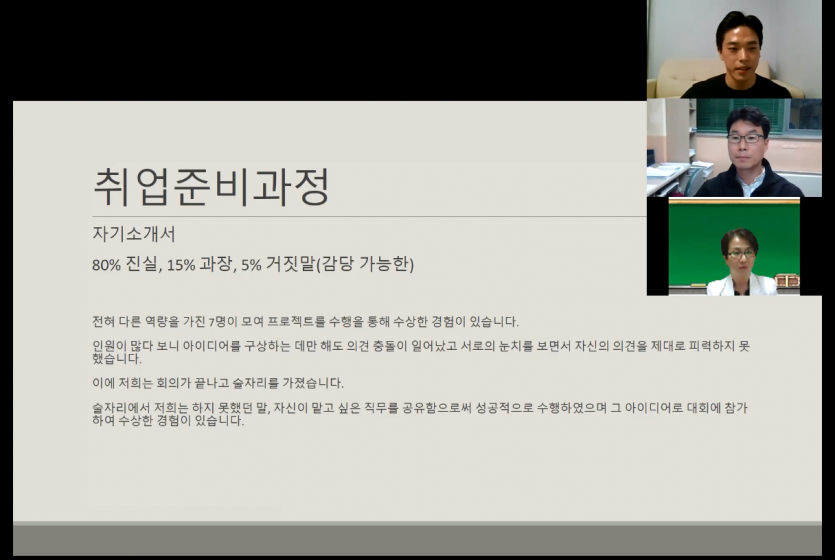 취업준비과정
자기소개서
80% 진실, 15% 과장, 5% 거짓말(감당 가능한)
전혀 다른 역량을 가진 7명이 모여 프로젝트를 수행을 통해 수상한 경험이 있습니다.
인원이 많다 보니 아이디어를 구상하는 데만 해도 의견 충돌이 일어났고 서로의 눈치를 보면서 자신의 의견을 제대로 피력하지 못
했습니다.
이에 저희는 회의가 끝나고 술자리를 가졌습니다.
술자리에서 저희는 하지 못했던 말, 자신이 맡고 싶은 직무를 공유함으로써 성공적으로 수행하였으며 그 아이디어로 대회에 참가
하여 수상한 경험이 있습니다.